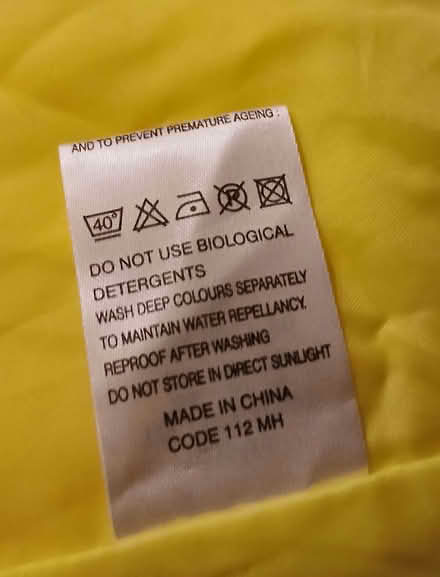 AND TO PREVENT PREMATURE AGEING :
40°
DO NOT USE BIOLOGICAL
DETERGENTS
WASH DEEP COLOURS SEPARATELY
TO MAINTAIN WATER REPELLANCY.
REPROOF AFTER WASHING
DO NOT STORE IN DIRECT SUNLIGHT
MADE IN CHINA
CODE 112 MH